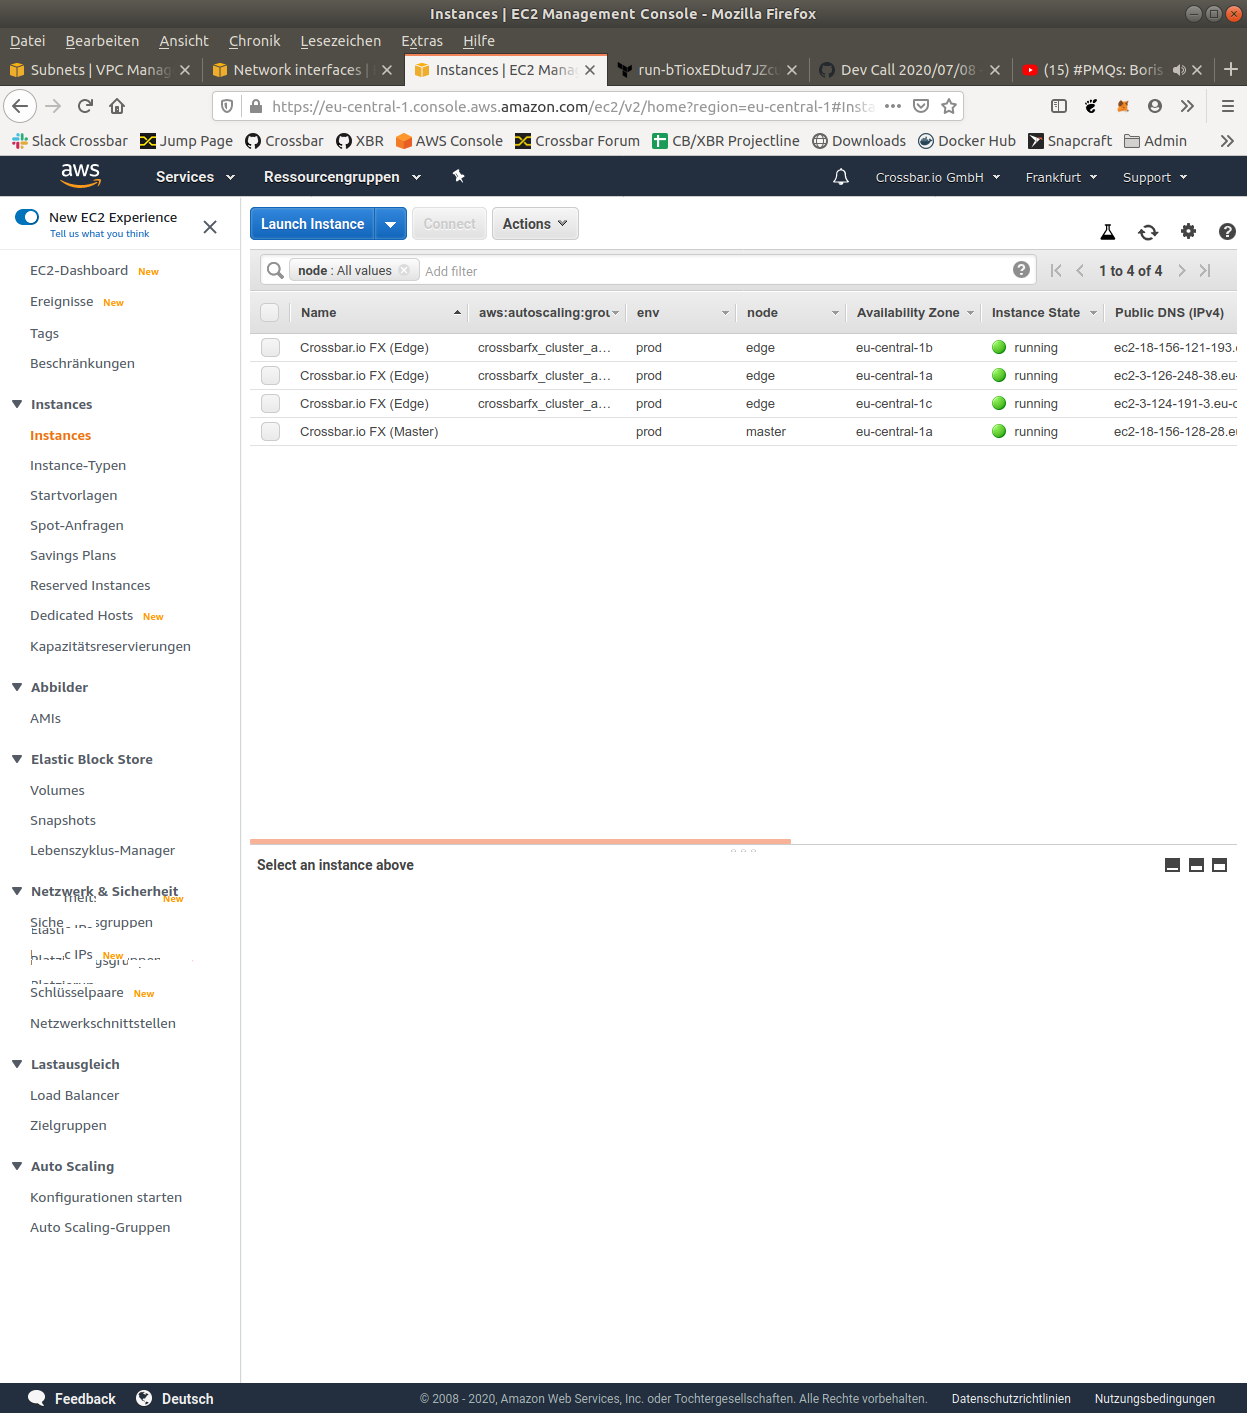 Instances | EC2 Management Console - Mozilla Firefox
Datei Bearbeiten Ansicht Chronik Lesezeichen Extras Hilfe
Subnets | VPC Manag Network interfaces | Instances | EC2 Mana run-bTioxEDtud7JZcu Dev Call 2020/07/08 - (15) #PMQs: Boris
https://eu-central-1.console.aws.amazon.com/ec2/v2/home?region=eu-central-1#Insta
Slack Crossbar Jump Page Crossbar XBR AWS Console Crossbar Forum CB/XBR Projectline Downloads Docker Hub Snapcraft Admin
aws Services Ressourcengruppen Crossbar.io GmbH Frankfurt Support
New EC2 Experience
Tell us what you think
Launch Instance Connect Actions
node : All values Add filter 1 to 4 of 4
Name aws:autoscaling:grou env node Availability Zone Instance State Public DNS (IPv4)
Crossbar.io FX (Edge) crossbarfx_cluster_a... prod edge eu-central-1b running ec2-18-156-121-193.
Crossbar.io FX (Edge) crossbarfx_cluster_a... prod edge eu-central-1a running ec2-3-126-248-38.eu-
Crossbar.io FX (Edge) crossbarfx_cluster_a... prod edge eu-central-1c running ec2-3-124-191-3.eu-c
Crossbar.io FX (Master) prod master eu-central-1a running ec2-18-156-128-28.eu
EC2-Dashboard New
Ereignisse New
Tags
Beschränkungen
Instances
Instances
Instance-Typen
Startvorlagen
Spot-Anfragen
Savings Plans
Reserved Instances
Dedicated Hosts New
Kapazitätsreservierungen
Abbilder
AMIs
Elastic Block Store
Volumes
Snapshots
Lebenszyklus-Manager
Netzwerk & Sicherheit
New
IPs New
Schlüsselpaare New
Netzwerkschnittstellen
Lastausgleich
Load Balancer
Zielgruppen
Auto Scaling
Konfigurationen starten
Auto Scaling-Gruppen
Select an instance above
Feedback Deutsch © 2008 - 2020, Amazon Web Services, Inc. oder Tochtergesellschaften. Alle Rechte vorbehalten. Datenschutzrichtlinien Nutzungsbedingungen